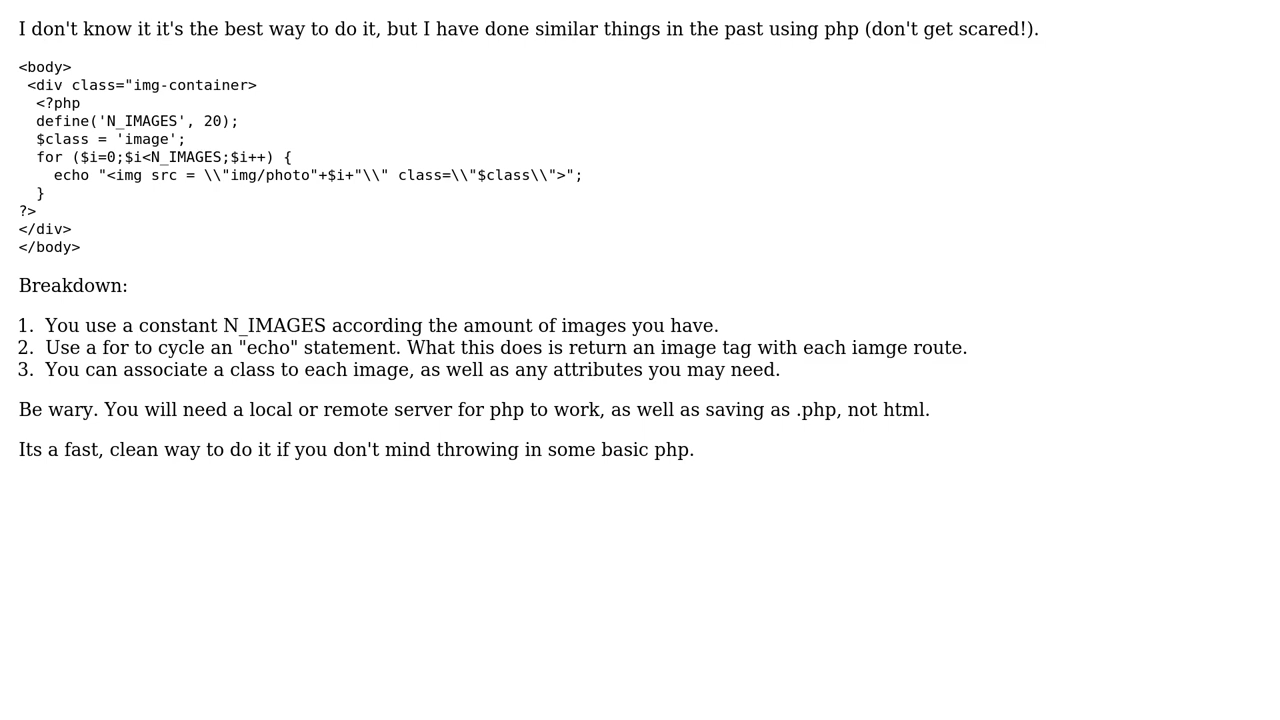 I don't know it it's the best way to do it, but I have done similar things in the past using php (don't get scared!).
<body>
 <div class="img-container>
  <?php
  define('N_IMAGES', 20);
  $class = 'image';
  for ($i=0;$i<N_IMAGES;$i++) {
    echo "<img src = \\"img/photo"+$i+"\\" class=\\"$class\\">";
  }
?>
</div>
</body>
Breakdown:
1. You use a constant N_IMAGES according the amount of images you have.
2. Use a for to cycle an "echo" statement. What this does is return an image tag with each iamge route.
3. You can associate a class to each image, as well as any attributes you may need.
Be wary. You will need a local or remote server for php to work, as well as saving as .php, not html.
Its a fast, clean way to do it if you don't mind throwing in some basic php.